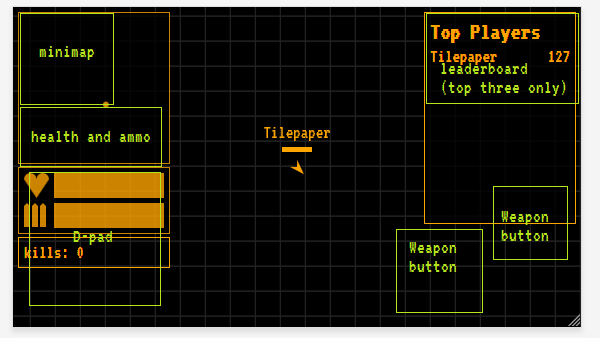 minimap
health and ammo
D-pad
kills: 0
Tilepaper
Top Players
Tilepaper 127
leaderboard
(top three only)
Weapon
button
Weapon
button